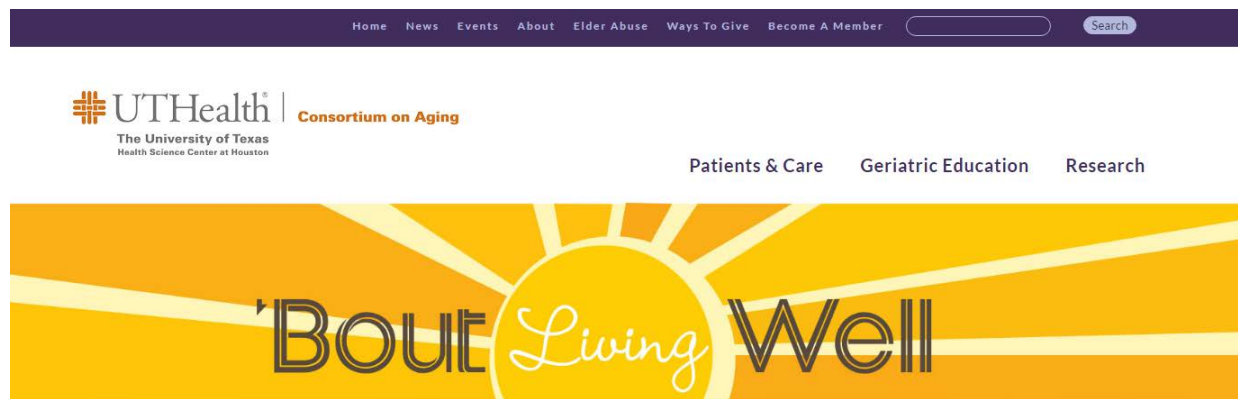 Home News Events About Elder Abuse Ways To Give Become A Member Search
UTHealth® Consortium on Aging
The University of Texas
Health Science Center at Houston
Patients & Care Geriatric Education Research
'Bout Living Well